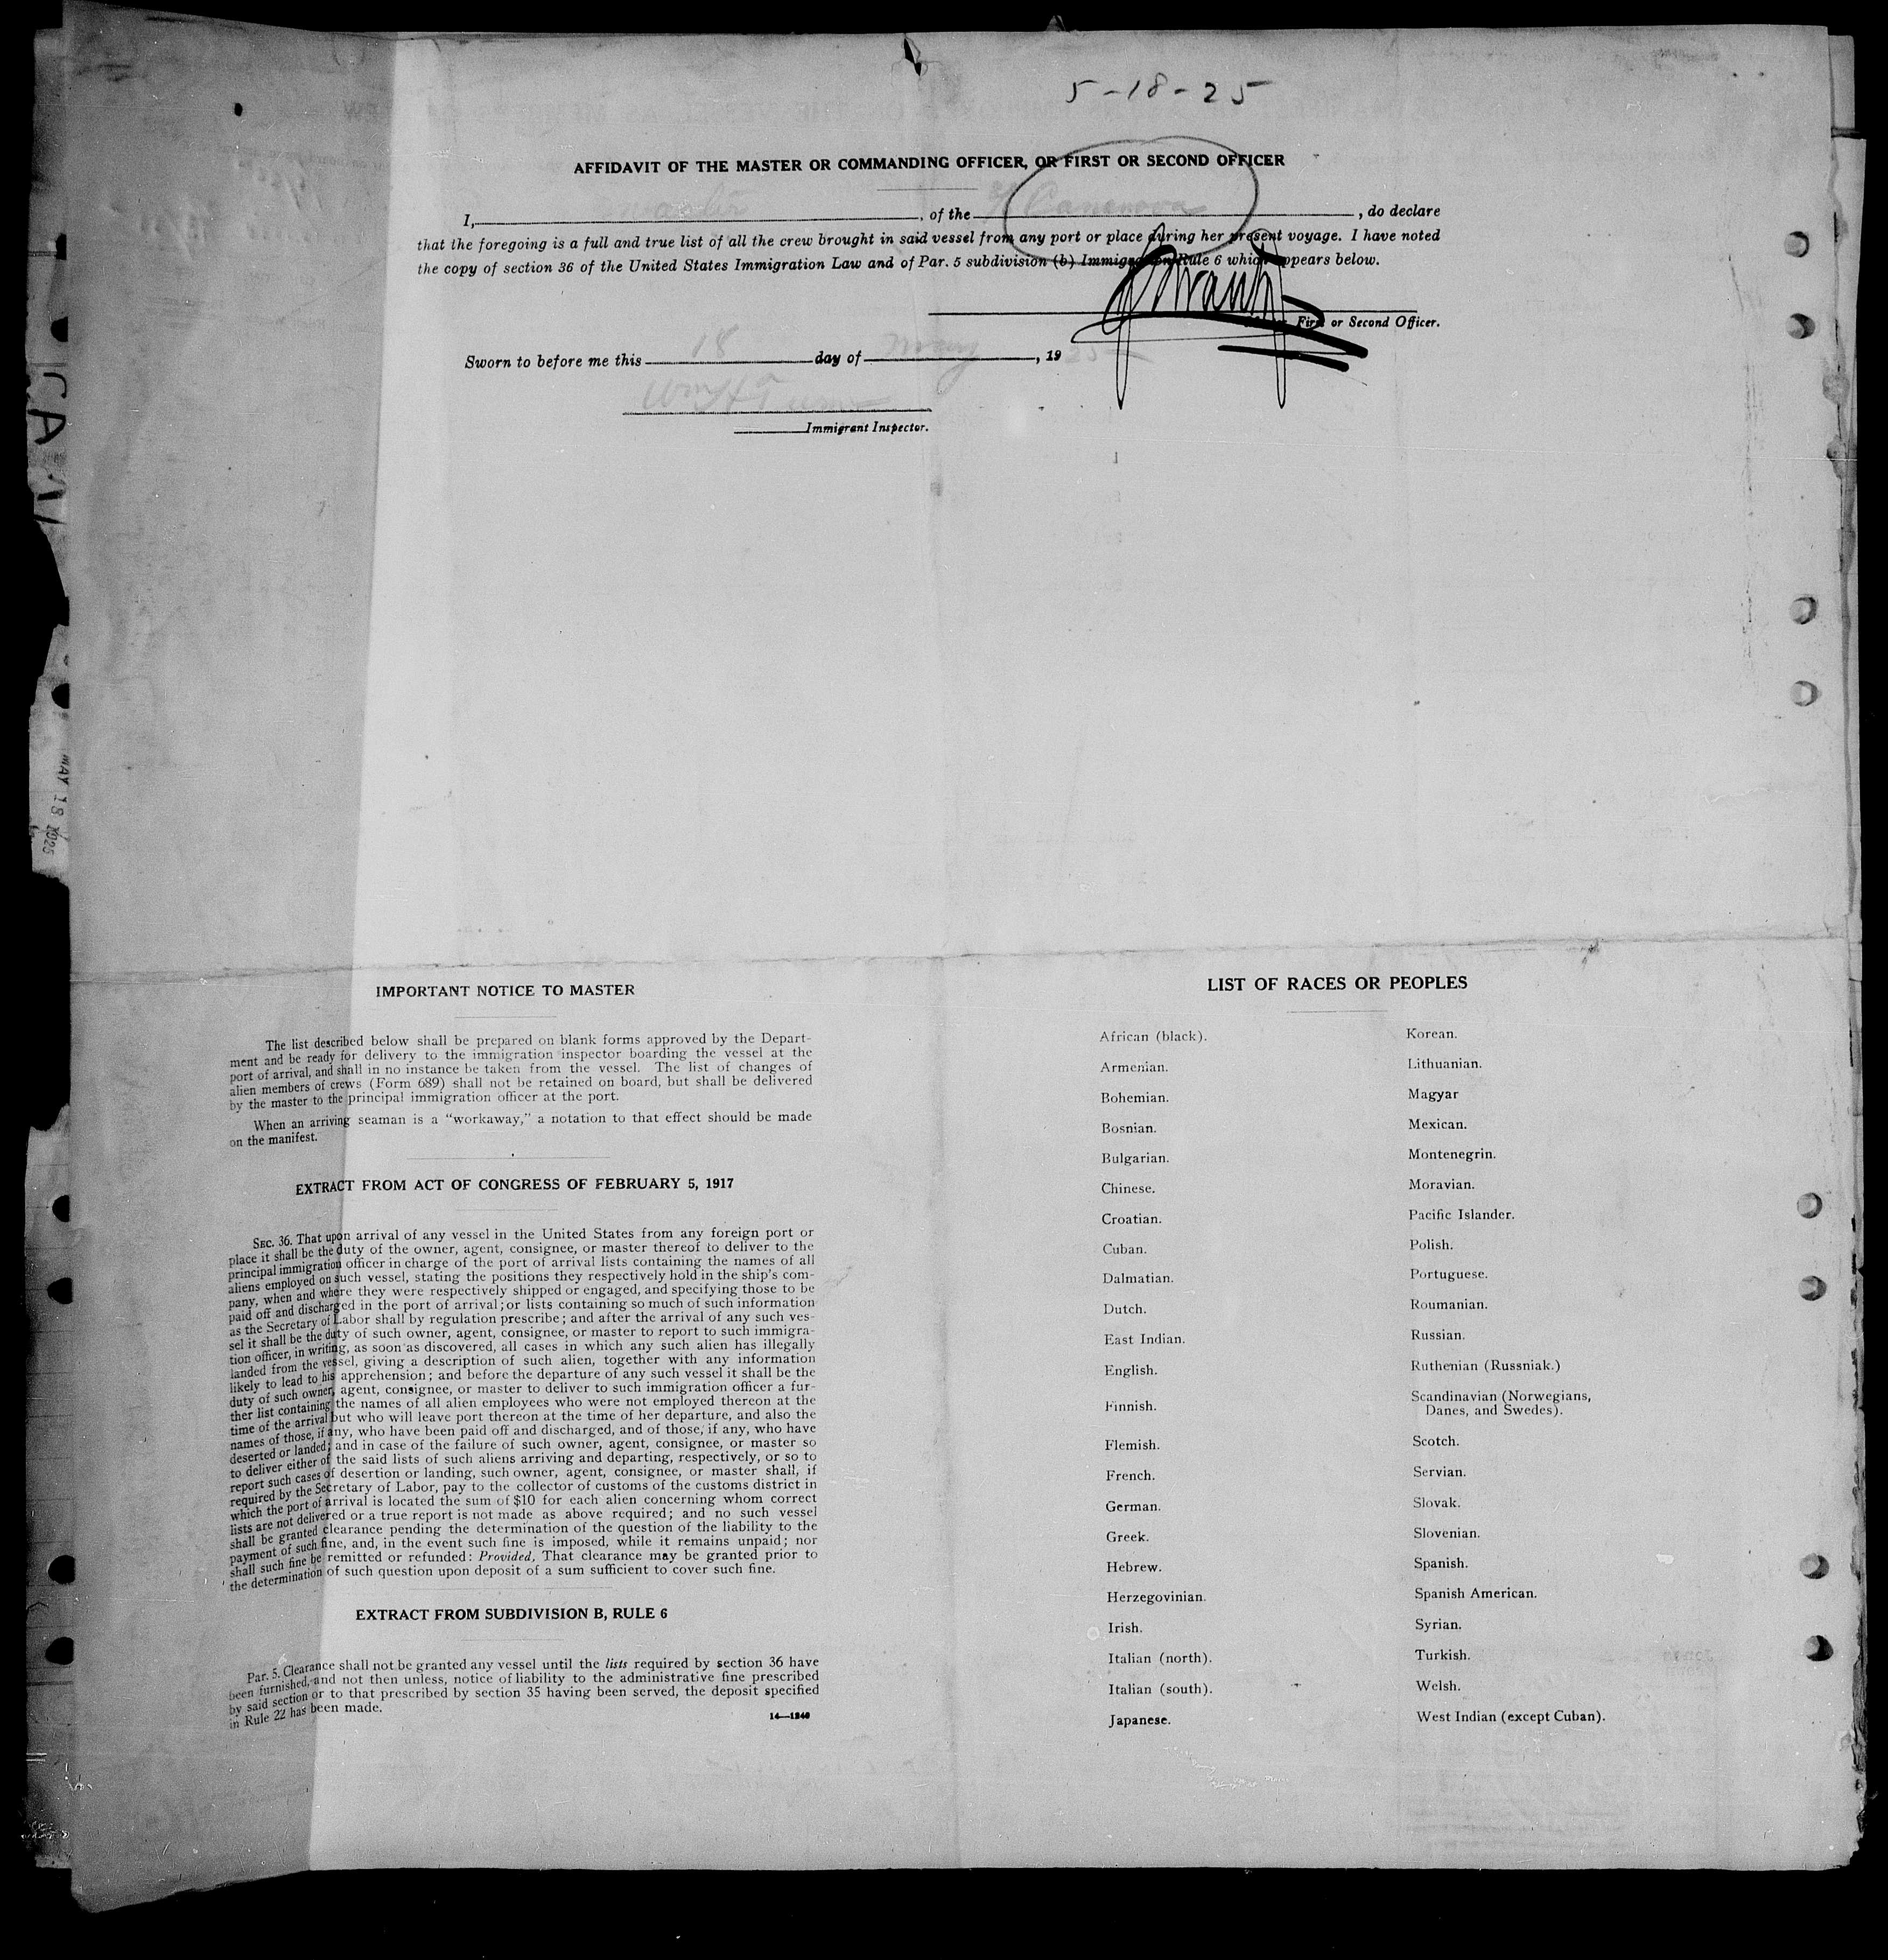 5-18-25
AFFIDAVIT OF THE MASTER OR COMMANDING OFFICER, OR FIRST OR SECOND OFFICER
I, master, of the Canenova, do declare
that the foregoing is a full and true list of all the crew brought in said vessel from any port or place during her present voyage. I have noted
the copy of section 36 of the United States Immigration Law and of Par. 5 subdivision (b) Immigration Rule 6 which appears below.
First or Second Officer.
Sworn to before me this 18 day of May, 1925
Immigrant Inspector.
MAY 18 1925
IMPORTANT NOTICE TO MASTER
The list described below shall be prepared on blank forms approved by the Depart-
ment and be ready for delivery to the immigration inspector boarding the vessel at the
port of arrival, and shall in no instance be taken from the vessel. The list of changes of
alien members of crews (Form 689) shall not be retained on board, but shall be delivered
by the master to the principal immigration officer at the port.
When an arriving seaman is a "workaway," a notation to that effect should be made
on the manifest.
EXTRACT FROM ACT OF CONGRESS OF FEBRUARY 5, 1917
SEC. 36. That upon arrival of any vessel in the United States from any foreign port or
place it shall be the duty of the owner, agent, consignee, or master thereof to deliver to the
principal immigration officer in charge of the port of arrival lists containing the names of all
aliens employed on such vessel, stating the positions they respectively hold in the ship's com-
pany, when and where they were respectively shipped or engaged, and specifying those to be
paid off and discharged in the port of arrival; or lists containing so much of such information
as the Secretary of Labor shall by regulation prescribe; and after the arrival of any such ves-
sel it shall be the duty of such owner, agent, consignee, or master to report to such immigra-
tion officer, in writing, as soon as discovered, all cases in which any such alien has illegally
landed from the vessel, giving a description of such alien, together with any information
likely to lead to his apprehension; and before the departure of any such vessel it shall be the
duty of such owner, agent, consignee, or master to deliver to such immigration officer a fur-
ther list containing the names of all alien employees who were not employed thereon at the
time of the arrival but who will leave port thereon at the time of her departure, and also the
names of those, if any, who have been paid off and discharged, and of those, if any, who have
deserted or landed; and in case of the failure of such owner, agent, consignee, or master so
to deliver either of the said lists of such aliens arriving and departing, respectively, or so to
report such cases of desertion or landing, such owner, agent, consignee, or master shall, if
required by the Secretary of Labor, pay to the collector of customs of the customs district in
which the port of arrival is located the sum of $10 for each alien concerning whom correct
lists are not delivered or a true report is not made as above required; and no such vessel
shall be granted clearance pending the determination of the question of the liability to the
payment of such fine, and, in the event such fine is imposed, while it remains unpaid; nor
shall such fine be remitted or refunded: Provided, That clearance may be granted prior to
the determination of such question upon deposit of a sum sufficient to cover such fine.
EXTRACT FROM SUBDIVISION B, RULE 6
Par. 5. Clearance shall not be granted any vessel until the lists required by section 36 have
been furnished, and not then unless, notice of liability to the administrative fine prescribed
by said section or to that prescribed by section 35 having been served, the deposit specified
in Rule 22 has been made.
14—1240
LIST OF RACES OR PEOPLES
African (black).
Armenian.
Bohemian.
Bosnian.
Bulgarian.
Chinese.
Croatian.
Cuban.
Dalmatian.
Dutch.
East Indian.
English.
Finnish.
Flemish.
French.
German.
Greek.
Hebrew.
Herzegovinian.
Irish.
Italian (north).
Italian (south).
Japanese.
Korean.
Lithuanian.
Magyar
Mexican.
Montenegrin.
Moravian.
Pacific Islander.
Polish.
Portuguese.
Roumanian.
Russian.
Ruthenian (Russniak.)
Scandinavian (Norwegians,
Danes, and Swedes).
Scotch.
Servian.
Slovak.
Slovenian.
Spanish.
Spanish American.
Syrian.
Turkish.
Welsh.
West Indian (except Cuban).